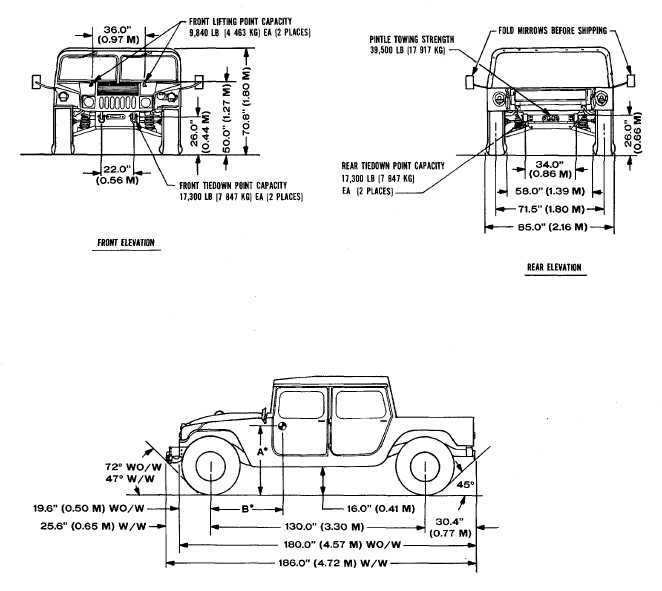 36.0"
(0.97 M)
FRONT LIFTING POINT CAPACITY
9,840 LB (4 463 KG) EA (2 PLACES)
26.0"
(0.44 M)
50.0" (1.27 M)
70.8" (1.80 M)
22.0"
(0.56 M)
FRONT TIEDOWN POINT CAPACITY
17,300 LB (7 847 KG) EA (2 PLACES)
FRONT ELEVATION
PINTLE TOWING STRENGTH
39,500 LB (17 917 KG)
FOLD MIRROWS BEFORE SHIPPING
26.0"
(0.66 M)
REAR TIEDOWN POINT CAPACITY
17,300 LB (7 847 KG)
EA (2 PLACES)
34.0"
(0.86 M)
58.0" (1.39 M)
71.5" (1.80 M)
85.0" (2.16 M)
REAR ELEVATION
A*
72° WO/W
47° W/W
45°
19.6" (0.50 M) WO/W
B*
16.0" (0.41 M)
25.6" (0.65 M) W/W
130.0" (3.30 M)
30.4"
(0.77 M)
180.0" (4.57 M) WO/W
186.0" (4.72 M) W/W